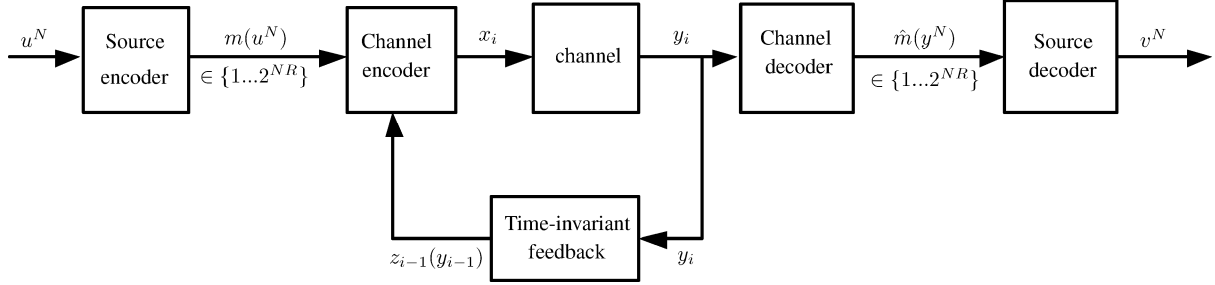 u^N
Source
encoder
m(u^N)
∈ {1...2^{NR}}
Channel
encoder
x_i
channel
y_i
Channel
decoder
m̂(y^N)
∈ {1...2^{NR}}
Source
decoder
v^N
z_{i−1}(y_{i−1})
Time-invariant
feedback
y_i